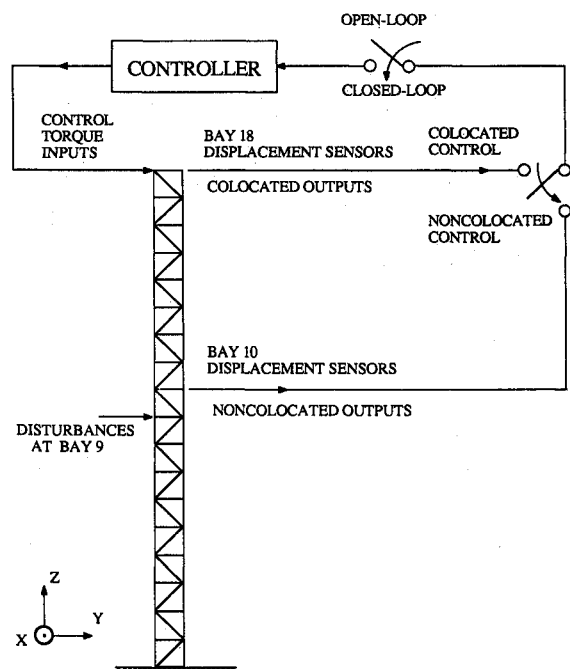 OPEN-LOOP
CONTROLLER
CLOSED-LOOP
CONTROL
TORQUE
INPUTS
BAY 18
DISPLACEMENT SENSORS
COLOCATED OUTPUTS
COLOCATED
CONTROL
NONCOLOCATED
CONTROL
BAY 10
DISPLACEMENT SENSORS
NONCOLOCATED OUTPUTS
DISTURBANCES
AT BAY 9
Z
Y
X